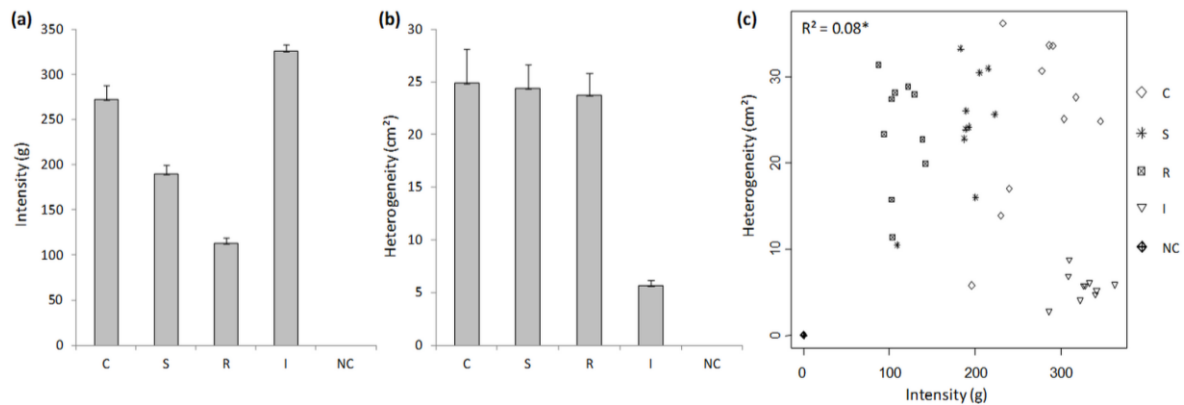 (a)
350
300
250
200
150
100
50
0
Intensity (g)
C S R I NC
(b)
30
25
20
15
10
5
0
Heterogeneity (cm²)
C S R I NC
(c)
R² = 0.08*
30
20
10
0
Heterogeneity (cm²)
0 100 200 300
Intensity (g)
C
S
R
I
NC